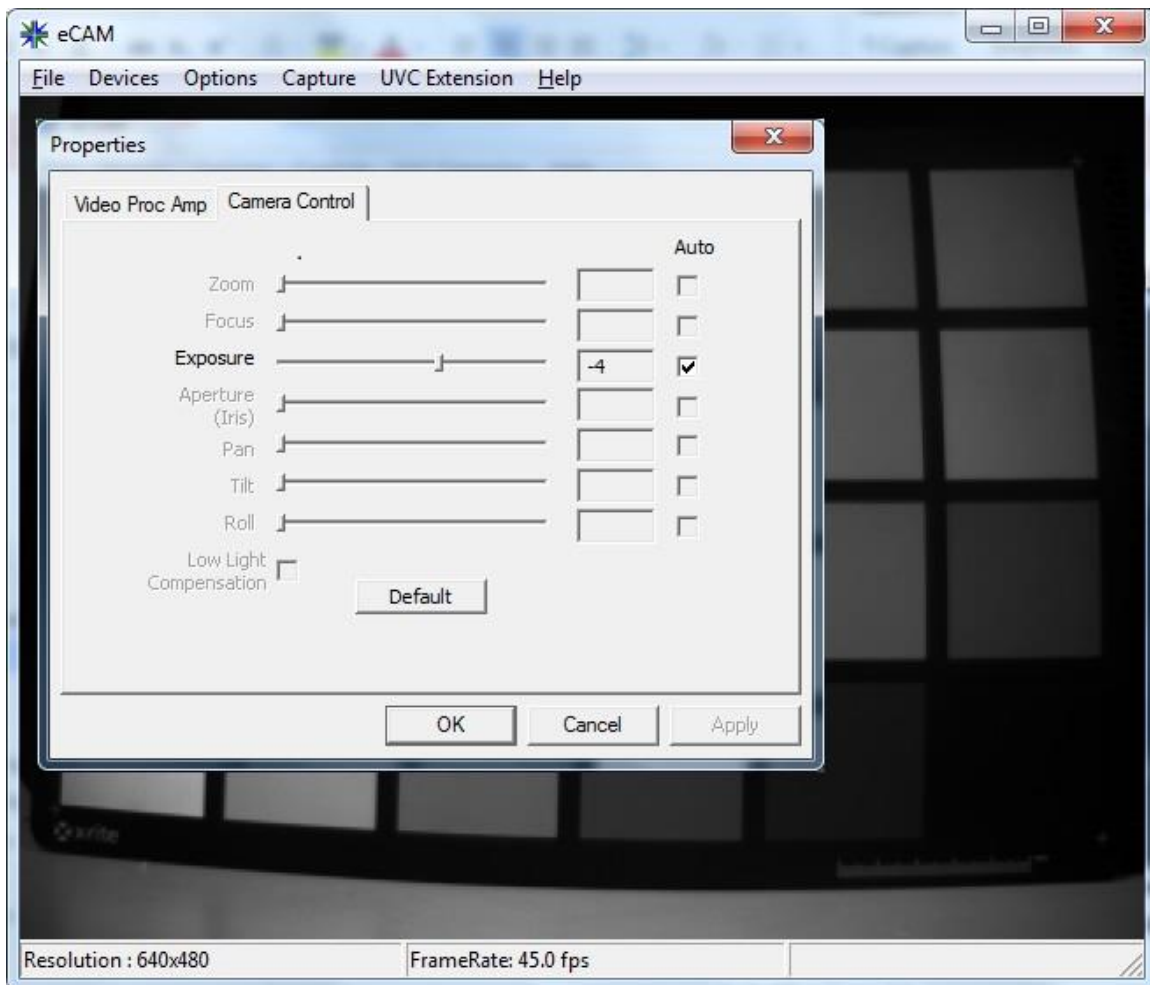 eCAM
File Devices Options Capture UVC Extension Help
Properties
Video Proc Amp Camera Control
Auto
Zoom
Focus
Exposure -4
Aperture
(Iris)
Pan
Tilt
Roll
Low Light
Compensation
Default
OK Cancel Apply
xrite
Resolution : 640x480 FrameRate: 45.0 fps